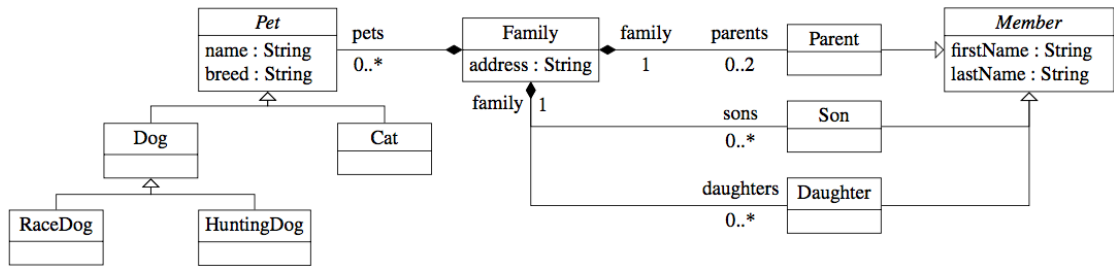 Pet
name : String
breed : String
pets
0..*
Family
address : String
family
1
parents
0..2
Parent
Member
firstName : String
lastName : String
family
1
sons
0..*
Son
Dog
Cat
daughters
0..*
Daughter
RaceDog
HuntingDog